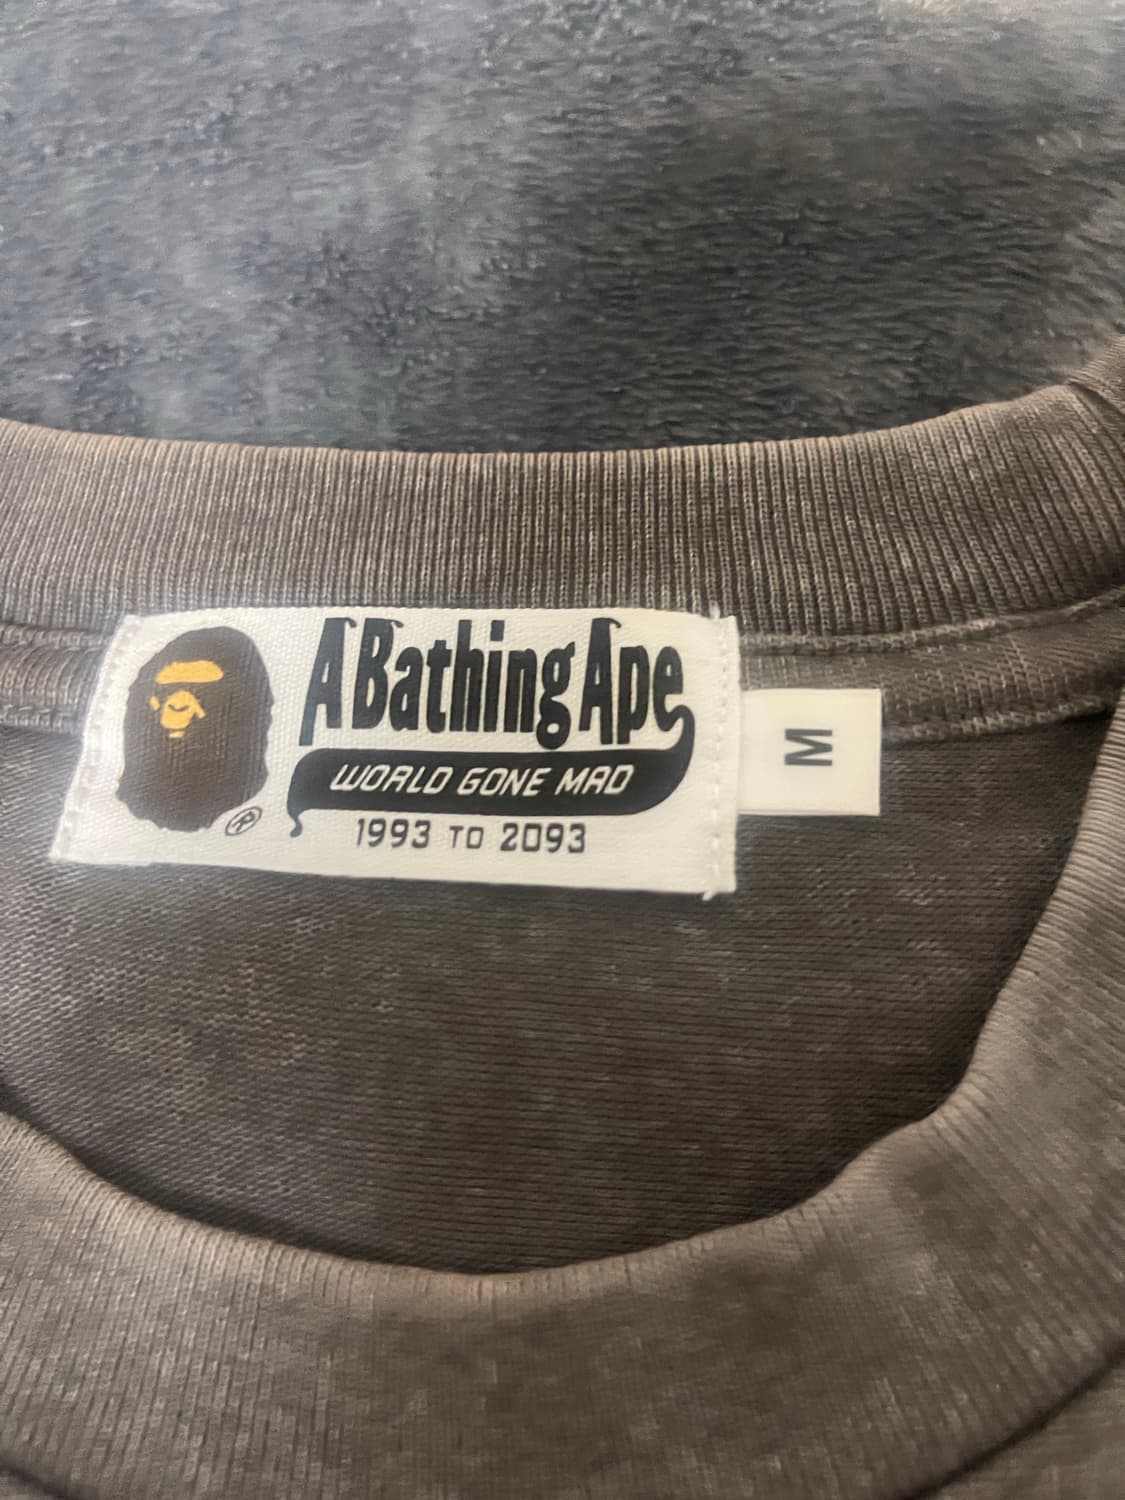 A Bathing Ape
WORLD GONE MAD
1993 TO 2093
®
M